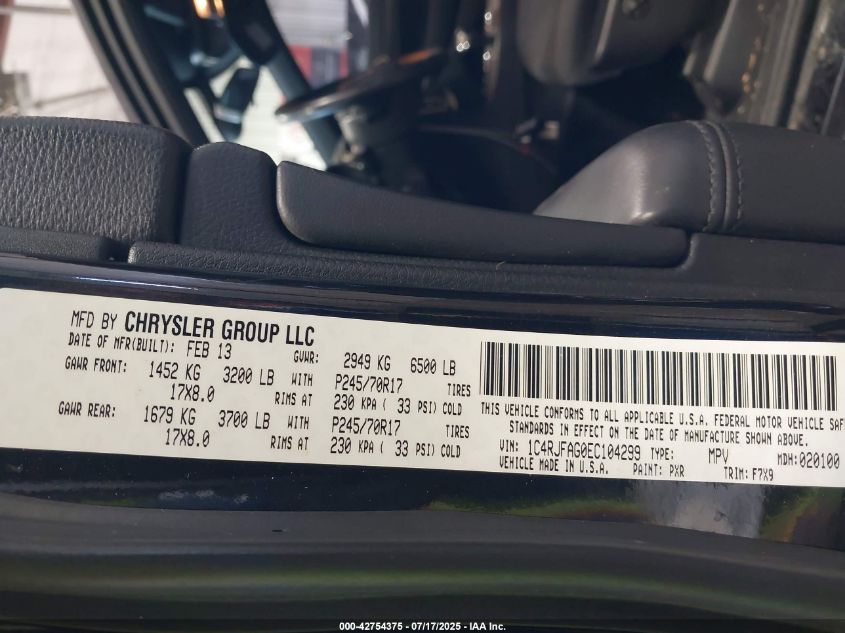 MFD BY CHRYSLER GROUP LLC
DATE OF MFR(BUILT): FEB 13 GVWR: 2949 KG 6500 LB
GAWR FRONT: 1452 KG 3200 LB WITH P245/70R17 TIRES
17X8.0 RIMS AT 230 KPA ( 33 PSI) COLD
GAWR REAR: 1679 KG 3700 LB WITH P245/70R17 TIRES
17X8.0 RIMS AT 230 KPA ( 33 PSI) COLD
THIS VEHICLE CONFORMS TO ALL APPLICABLE U.S.A. FEDERAL MOTOR VEHICLE SAF
STANDARDS IN EFFECT ON THE DATE OF MANUFACTURE SHOWN ABOVE.
VIN: 1C4RJFAG0EC104299 TYPE: MPV MDH: 020100
VEHICLE MADE IN U.S.A. PAINT: PXR TRIM: F7X9
000-42754375 - 07/17/2025 - IAA Inc.